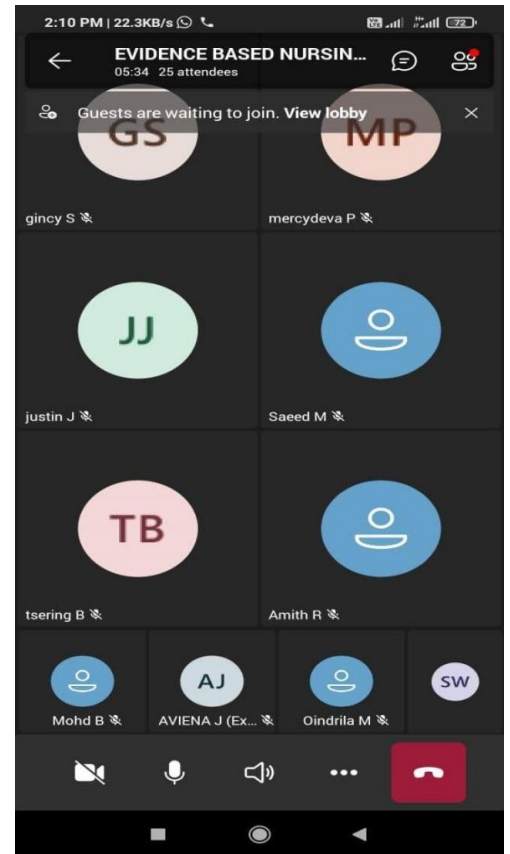 2:10 PM | 22.3KB/s
72
EVIDENCE BASED NURSIN...
05:34 25 attendees
Guests are waiting to join. View lobby
GS
MP
gincy S
mercydeva P
JJ
justin J
Saeed M
TB
tsering B
Amith R
AJ
SW
Mohd B
AVIENA J (Ex...
Oindrila M